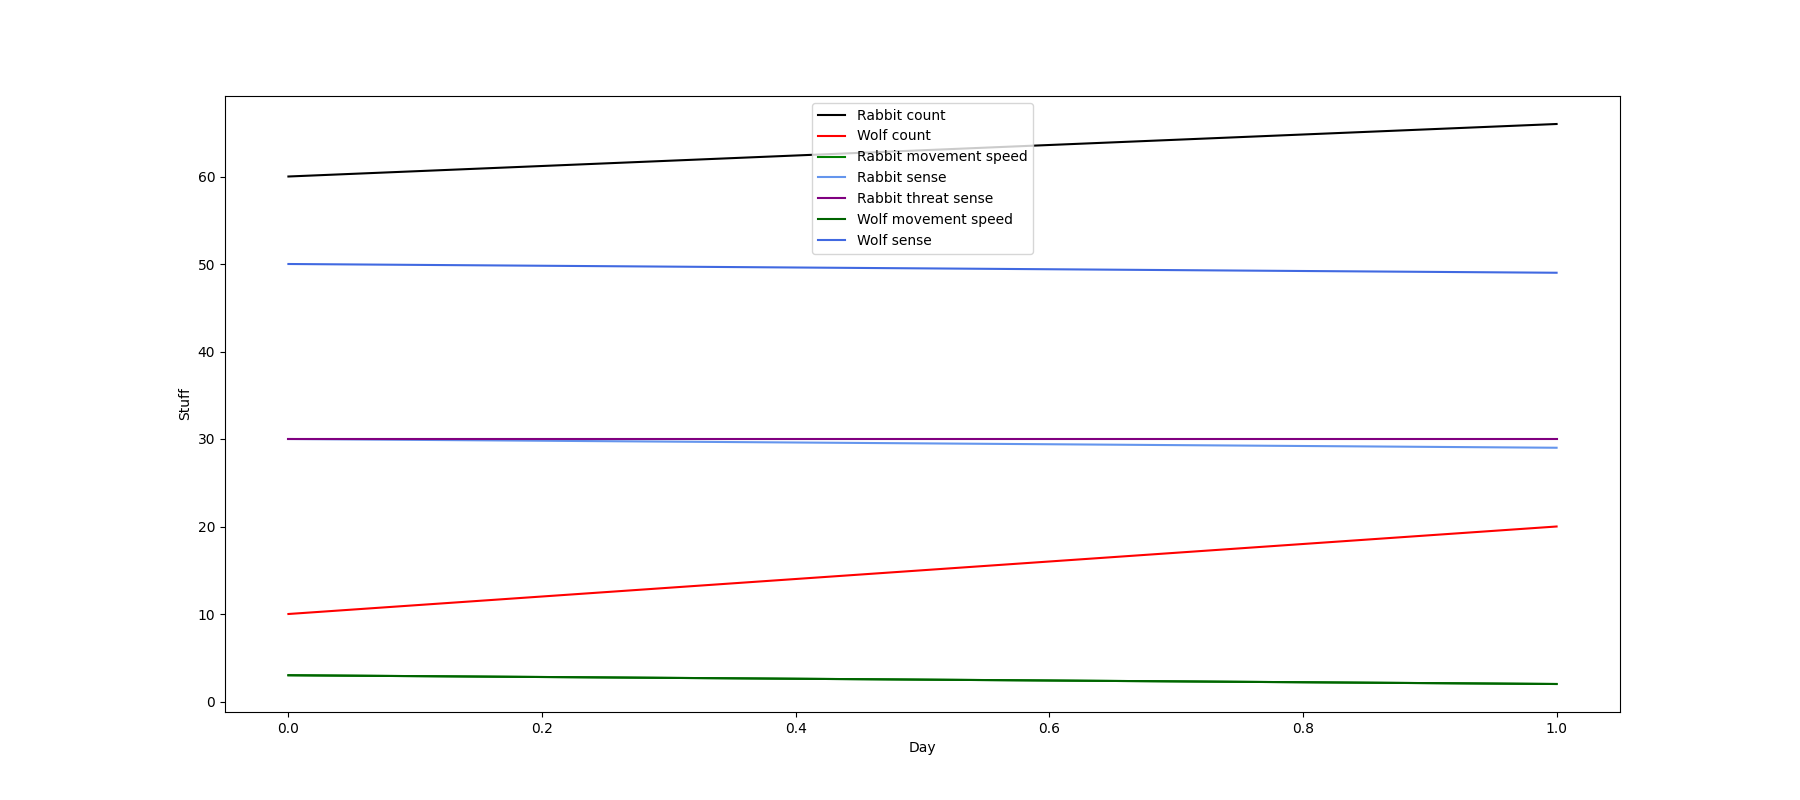 Rabbit count
Wolf count
Rabbit movement speed
Rabbit sense
Rabbit threat sense
Wolf movement speed
Wolf sense
60
50
40
30
20
10
0
Stuff
0.0 0.2 0.4 0.6 0.8 1.0
Day